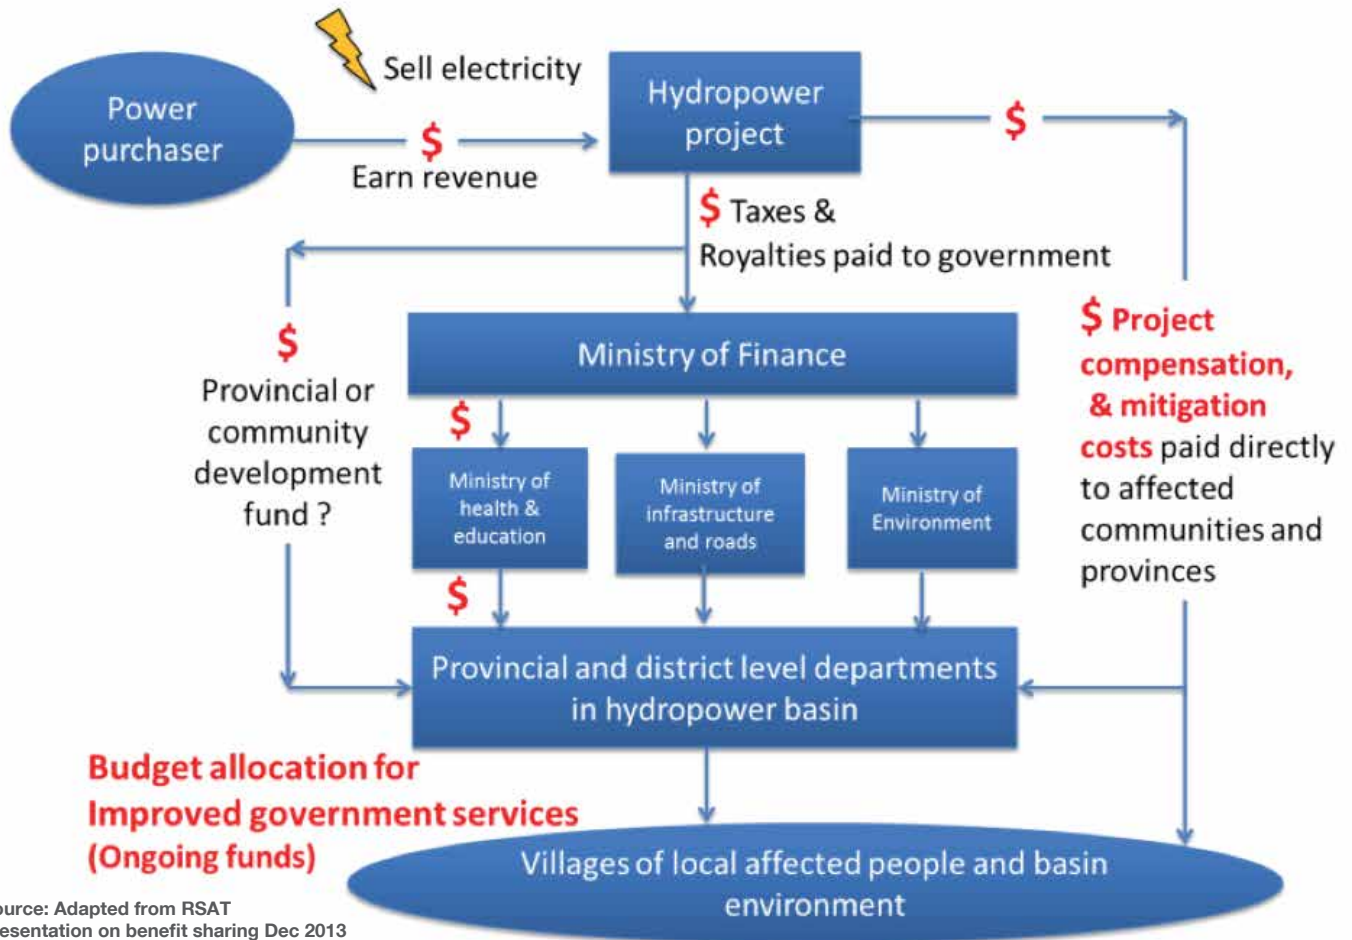 Power
purchaser
Sell electricity
$
Earn revenue
Hydropower
project
$
$ Taxes &
Royalties paid to government
$
Provincial or
community
development
fund ?
Ministry of Finance
$
Ministry of
health &
education
Ministry of
infrastructure
and roads
Ministry of
Environment
$ Project
compensation,
& mitigation
costs paid directly
to affected
communities and
provinces
$
Provincial and district level departments
in hydropower basin
Budget allocation for
Improved government services
(Ongoing funds)
Villages of local affected people and basin
environment
ource: Adapted from RSAT
esentation on benefit sharing Dec 2013